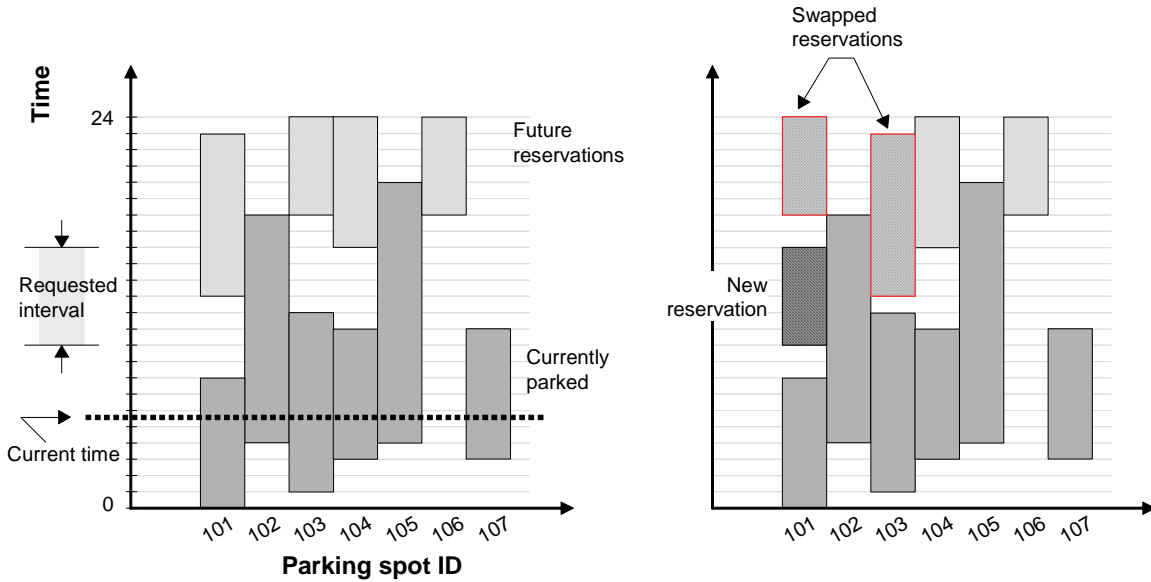 Time
24
0
Future
reservations
Requested
interval
Currently
parked
Current time
101
102
103
104
105
106
107
Parking spot ID
Swapped
reservations
New
reservation
101
102
103
104
105
106
107